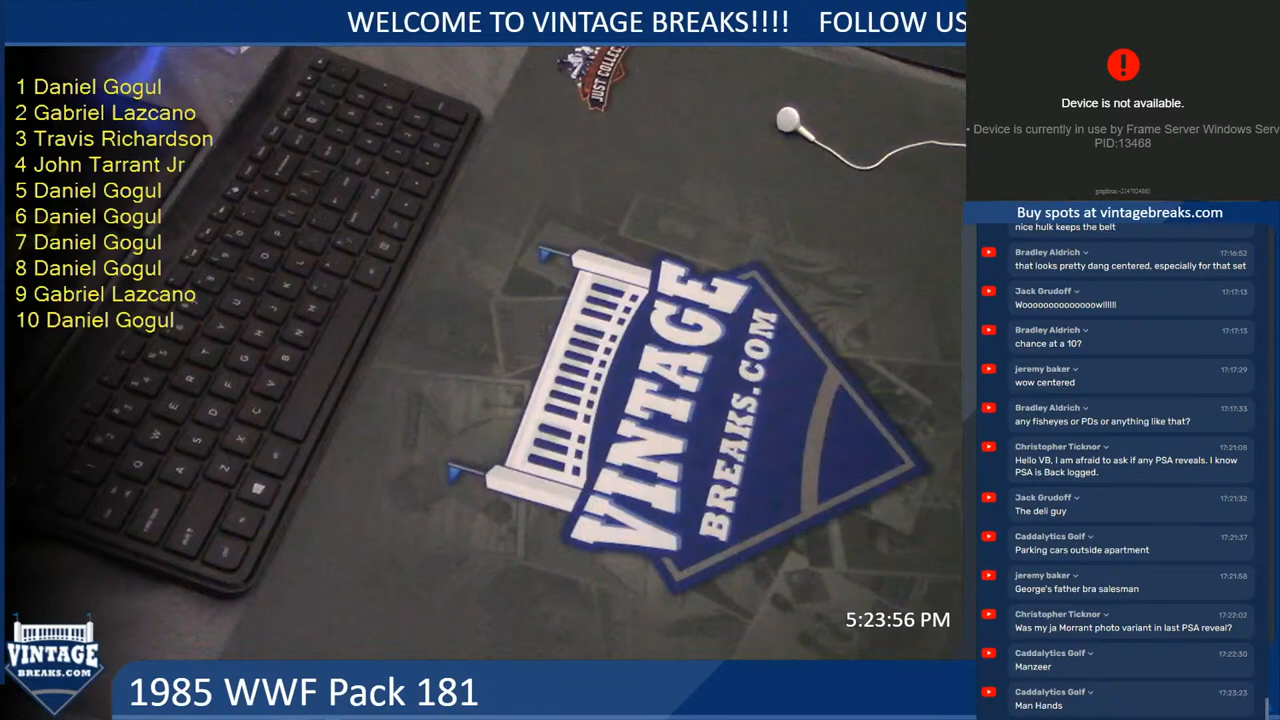 WELCOME TO VINTAGE BREAKS!!!! FOLLOW US
1 Daniel Gogul
2 Gabriel Lazcano
3 Travis Richardson
4 John Tarrant Jr
5 Daniel Gogul
6 Daniel Gogul
7 Daniel Gogul
8 Daniel Gogul
9 Gabriel Lazcano
10 Daniel Gogul
JUST COLLEC
VINTAGE
BREAKS.COM
5:23:56 PM
VINTAGE
BREAKS.COM
1985 WWF Pack 181
Device is not available.
• Device is currently in use by Frame Server Windows Serv
PID:13468
Buy spots at vintagebreaks.com
nice hulk keeps the belt
Bradley Aldrich 17:16:52
that looks pretty dang centered, especially for that set
Jack Grudoff 17:17:13
Bradley Aldrich 17:17:13
chance at a 10?
jeremy baker 17:17:29
wow centered
Bradley Aldrich 17:17:33
any fisheyes or PDs or anything like that?
Christopher Ticknor 17:21:08
Hello VB, I am afraid to ask if any PSA reveals. I know
PSA is Back logged.
Jack Grudoff 17:21:32
The deli guy
Caddalytics Golf 17:21:37
Parking cars outside apartment
jeremy baker 17:21:58
George's father bra salesman
Christopher Ticknor 17:22:02
Was my ja Morrant photo variant in last PSA reveal?
Caddalytics Golf 17:22:30
Manzeer
Caddalytics Golf 17:23:23
Man Hands